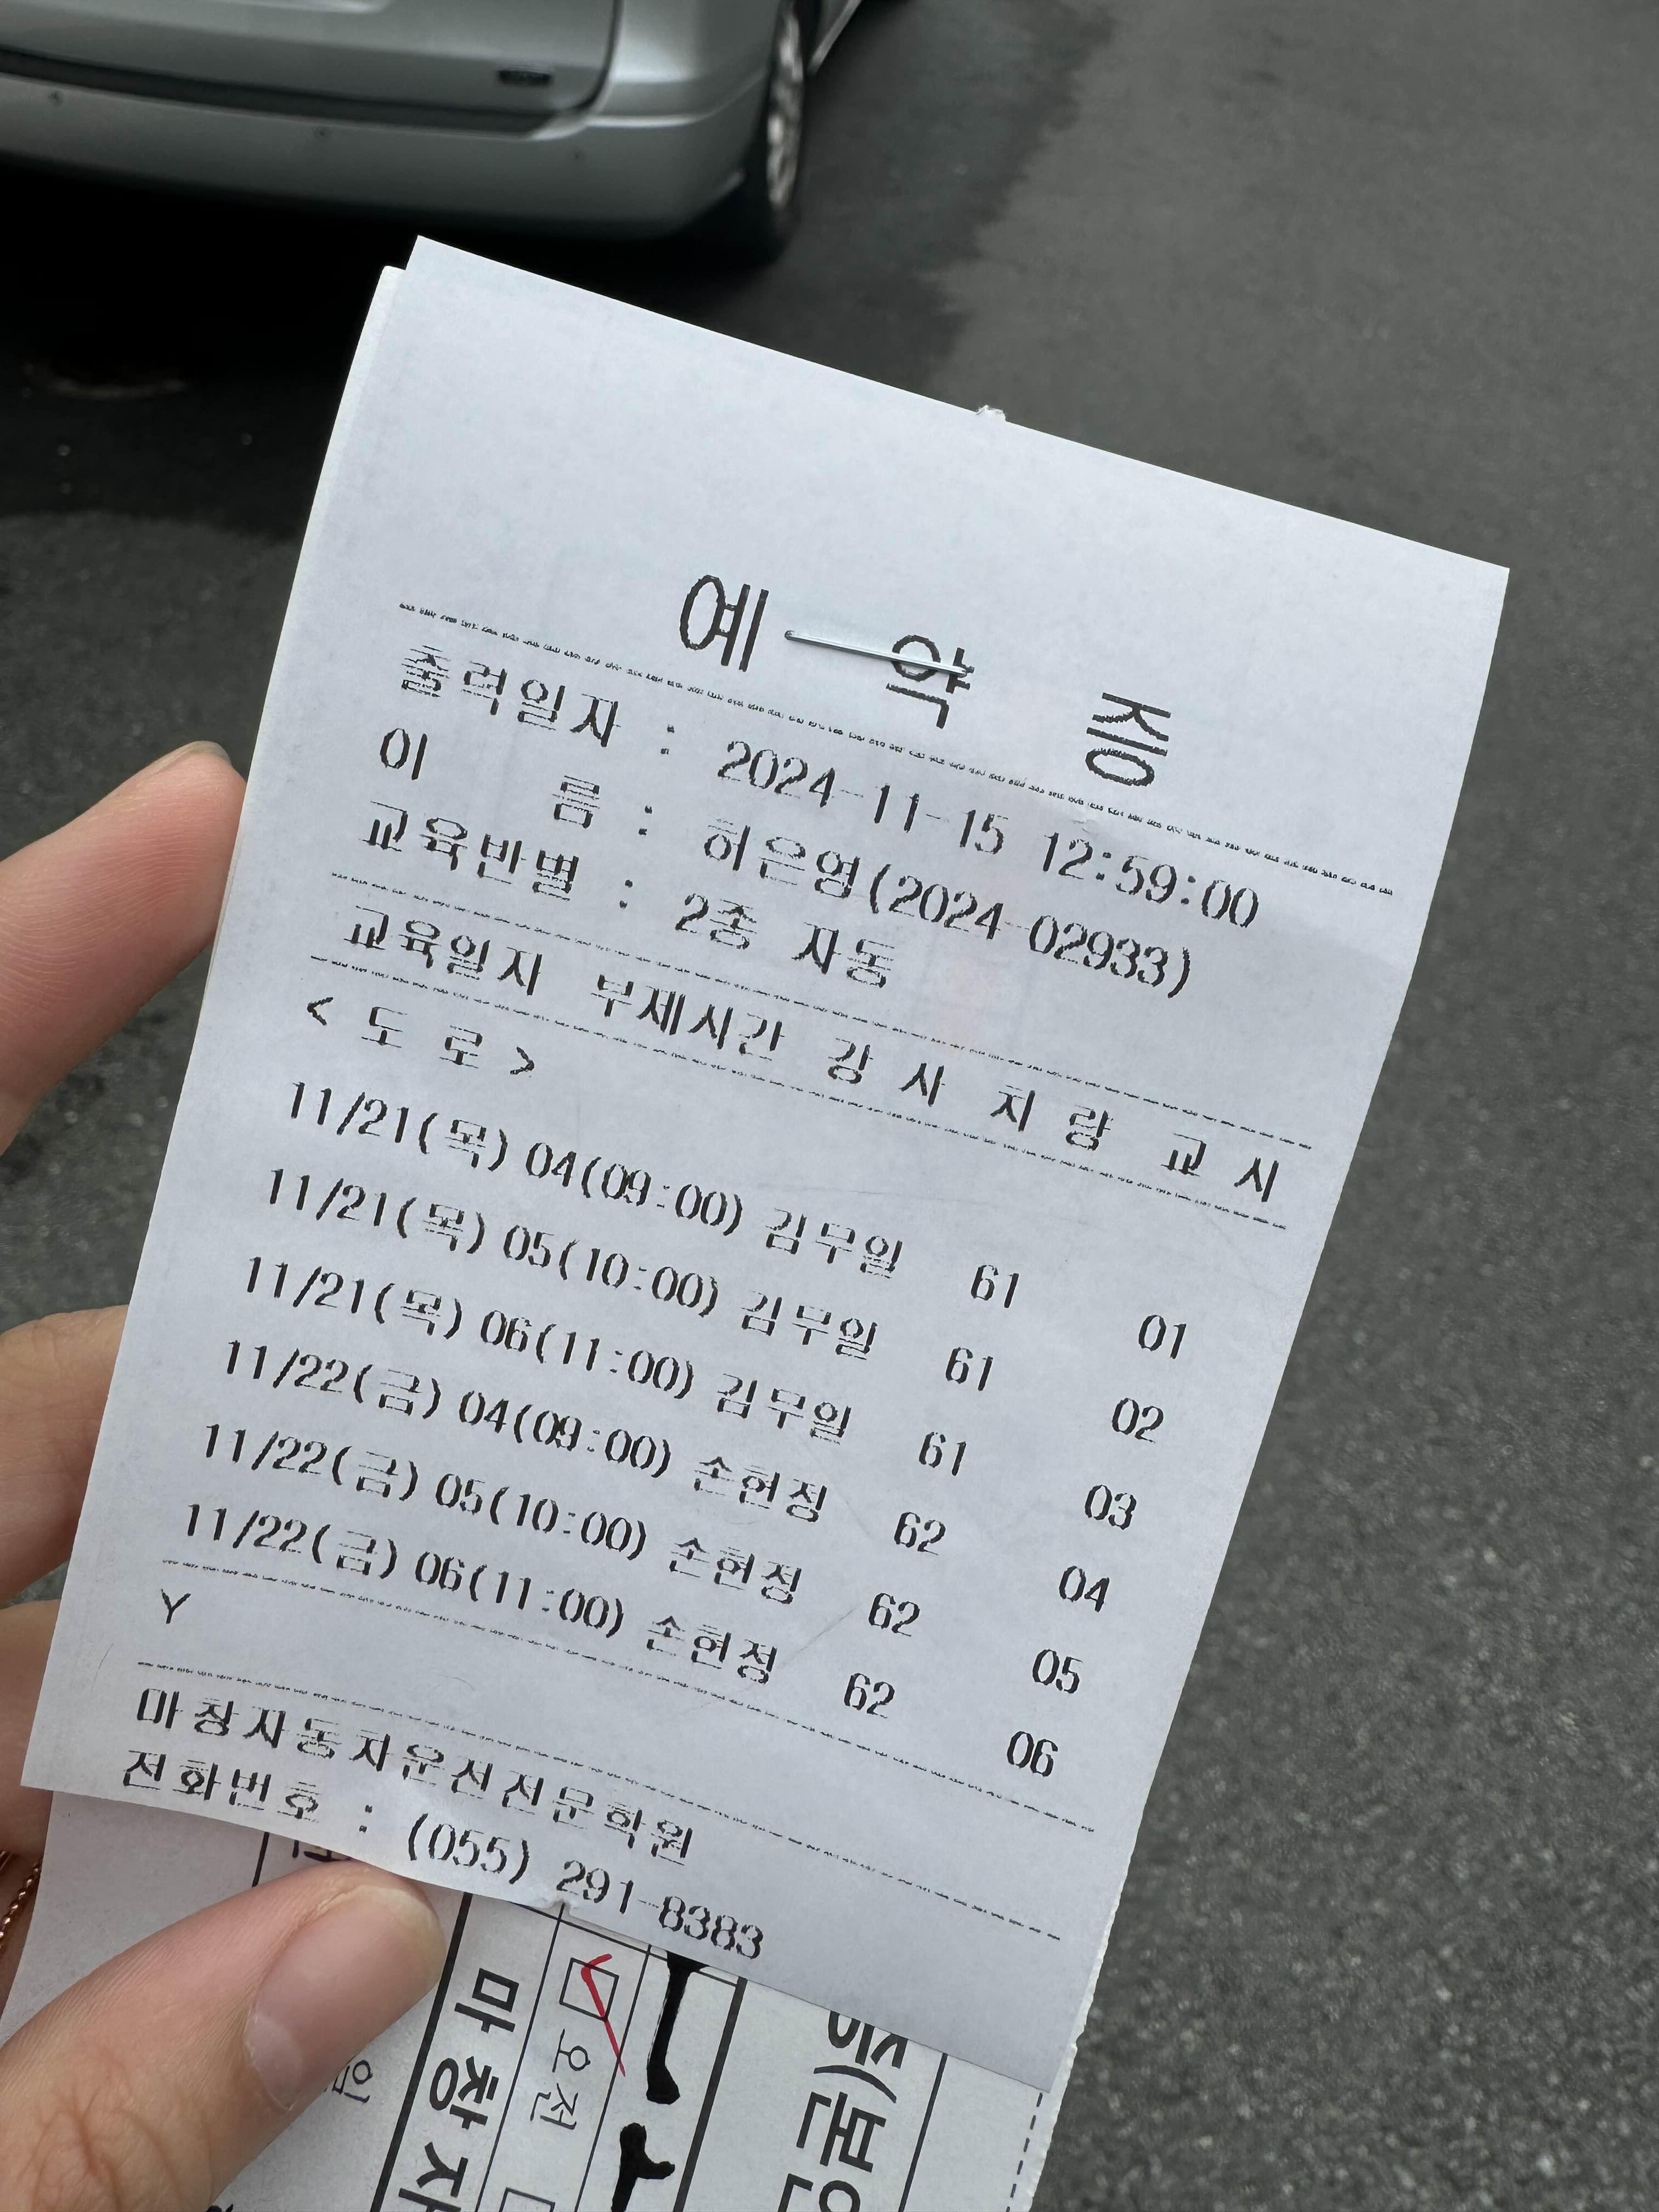 예 약 증
출력일자 : 2024-11-15 12:59:00
이 름 : 허은영(2024-02933)
교육반별 : 2종 자동
교육일자 부제시간 강 사 차 량 교 시
< 도 로 >
11/21(목) 04(09:00) 김무일 61 01
11/21(목) 05(10:00) 김무일 61 02
11/21(목) 06(11:00) 김무일 61 03
11/22(금) 04(09:00) 손현정 62 04
11/22(금) 05(10:00) 손현정 62 05
11/22(금) 06(11:00) 손현정 62 06
Y
마창자동차운전전문학원
전화번호 : (055) 291-8383
증(본인
오전
마창자